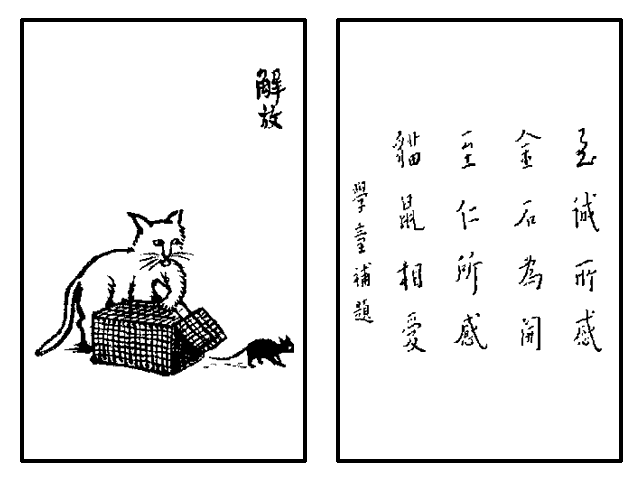 解放
至誠所感
金石為開
至仁所感
貓鼠相愛
學童補題